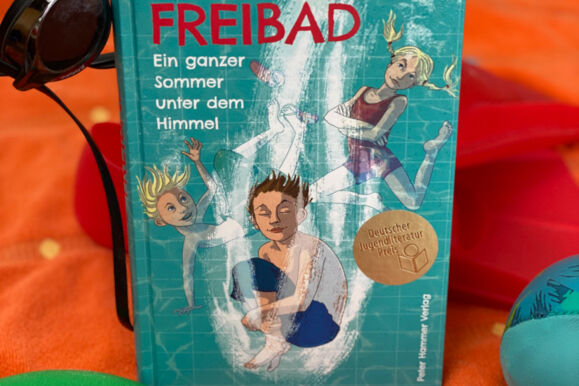 FREIBAD
Ein ganzer
Sommer
unter dem
Himmel
Deutscher
Jugendliteratur
Preis
Peter Hammer Verlag